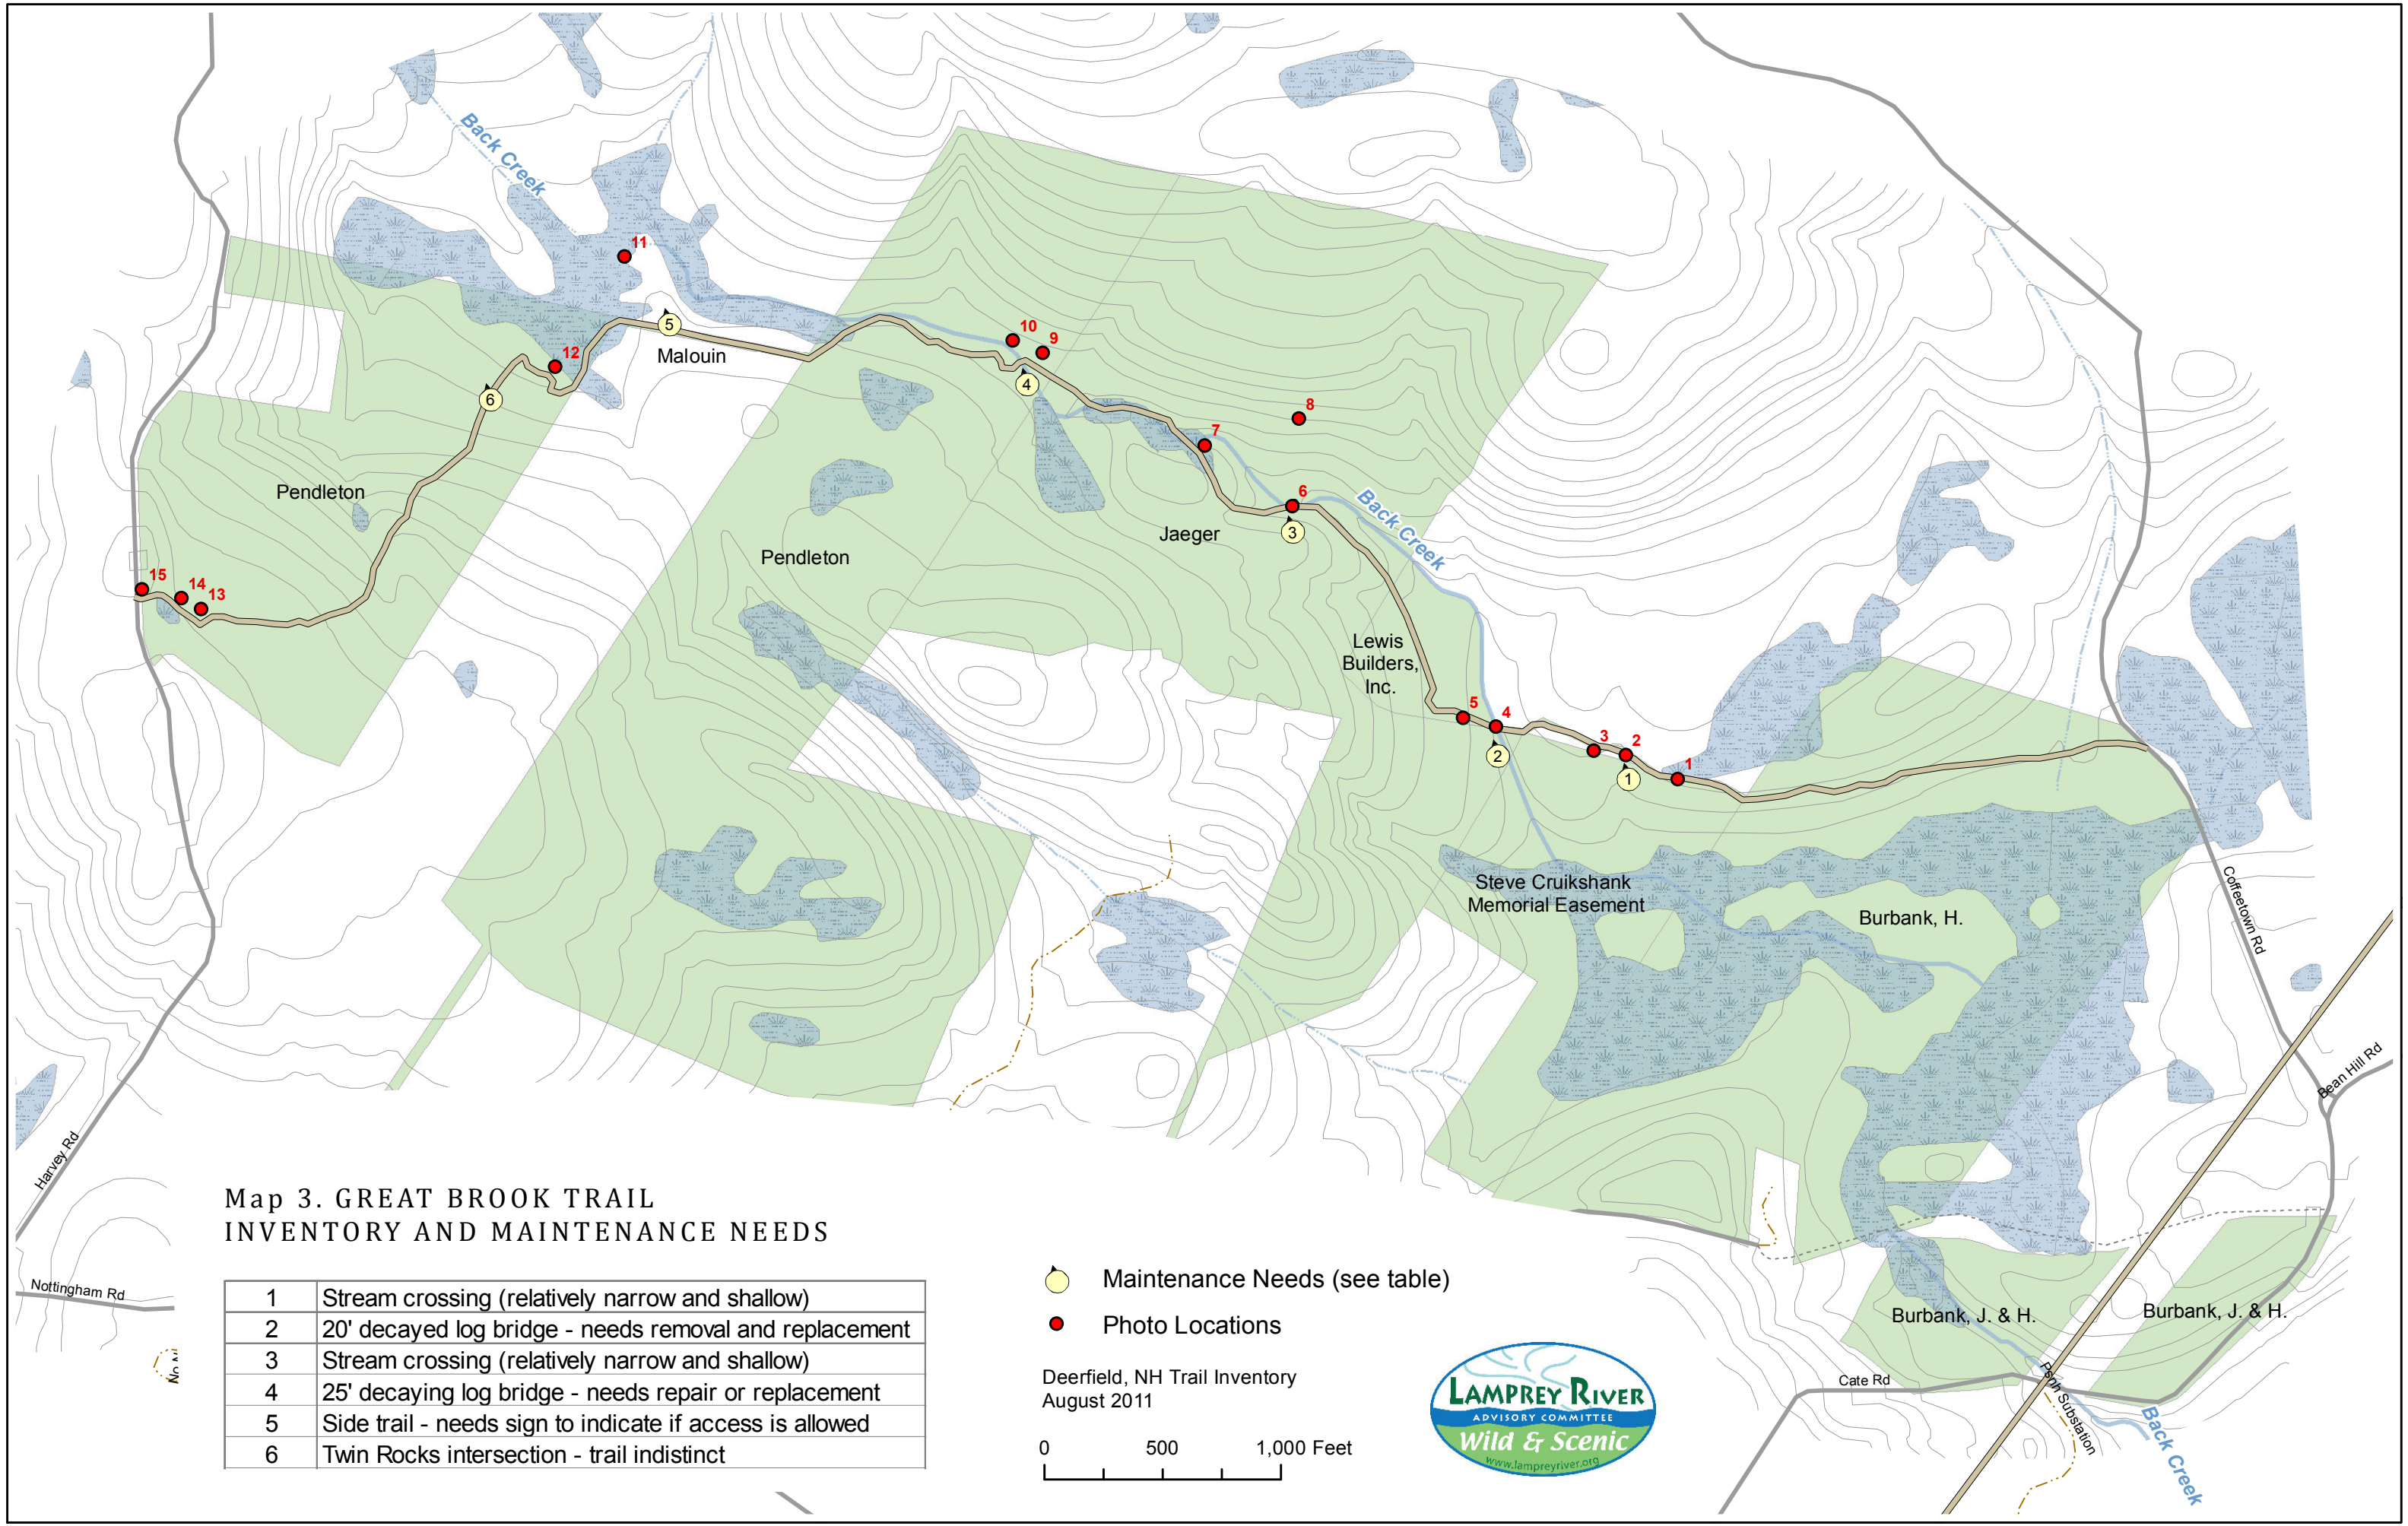 Back Creek
11
12
5
Malouin
6
10
9
4
8
7
6
3
Back Creek
Pendleton
Pendleton
Jaeger
15
14
13
Lewis
Builders,
Inc.
5
4
2
3
2
1
1
Steve Cruikshank
Memorial Easement
Burbank, H.
Coffeetown Rd
Bean Hill Rd
Harvey Rd
Nottingham Rd
Map 3. GREAT BROOK TRAIL
INVENTORY AND MAINTENANCE NEEDS
1 Stream crossing (relatively narrow and shallow)
2 20' decayed log bridge - needs removal and replacement
3 Stream crossing (relatively narrow and shallow)
4 25' decaying log bridge - needs repair or replacement
5 Side trail - needs sign to indicate if access is allowed
6 Twin Rocks intersection - trail indistinct
Maintenance Needs (see table)
Photo Locations
Deerfield, NH Trail Inventory
August 2011
0 500 1,000 Feet
LAMPREY RIVER
ADVISORY COMMITTEE
Wild & Scenic
www.lampreyriver.org
Burbank, J. & H.
Burbank, J. & H.
Cate Rd
Psnh Substation
Back Creek